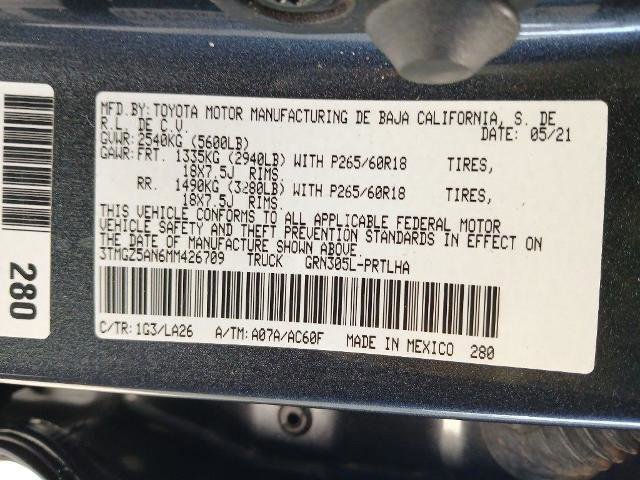 MFD.BY:TOYOTA MOTOR MANUFACTURING DE BAJA CALIFORNIA, S. DE
R.L. DE C.V. DATE: 05/21
GVWR:2540KG (5600LB)
GAWR:FRT. 1335KG (2940LB) WITH P265/60R18 TIRES,
18X7.5J RIMS.
RR. 1490KG (3280LB) WITH P265/60R18 TIRES,
18X7.5J RIMS.
THIS VEHICLE CONFORMS TO ALL APPLICABLE FEDERAL MOTOR
VEHICLE SAFETY AND THEFT PREVENTION STANDARDS IN EFFECT ON
THE DATE OF MANUFACTURE SHOWN ABOVE.
3TMGZ5AN6MM426709 TRUCK GRN305L-PRTLHA
C/TR:1G3/LA26 A/TM:A07A/AC60F MADE IN MEXICO 280
280